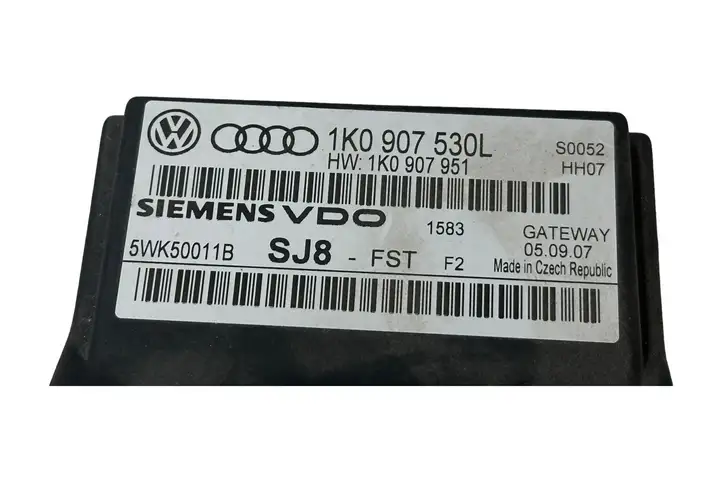 1K0 907 530L S0052
HW: 1K0 907 951 HH07
SIEMENS VDO 1583 GATEWAY
5WK50011B SJ8 - FST F2 05.09.07
Made in Czech Republic